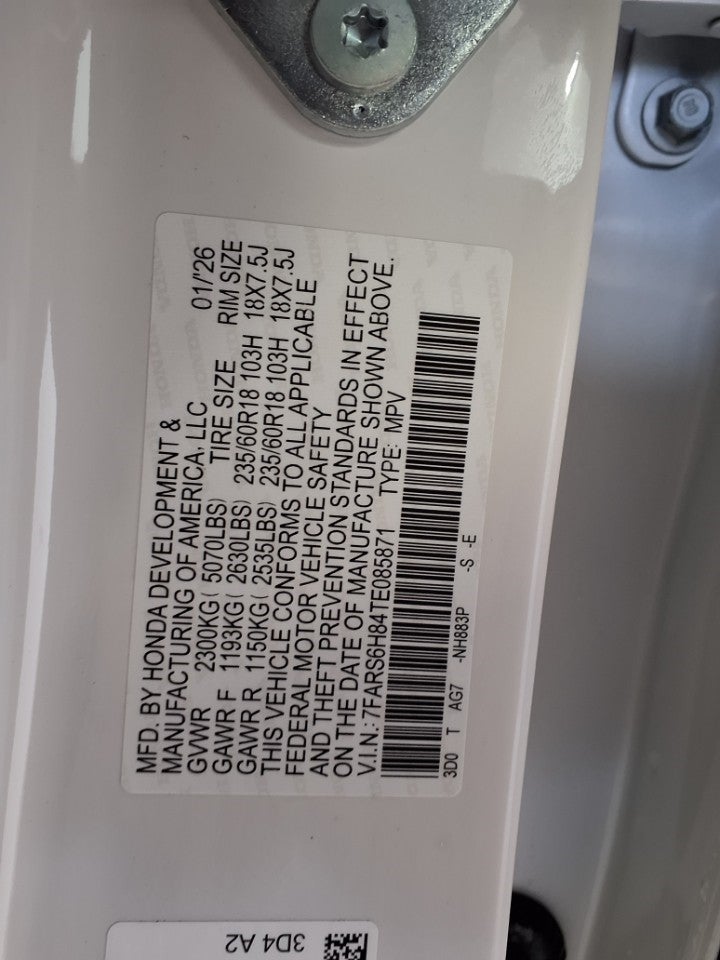 MFD. BY HONDA DEVELOPMENT &
MANUFACTURING OF AMERICA, LLC 01/'26
GVWR 2300KG( 5070LBS) TIRE SIZE RIM SIZE
GAWR F 1193KG( 2630LBS) 235/60R18 103H 18X7.5J
GAWR R 1150KG( 2535LBS) 235/60R18 103H 18X7.5J
THIS VEHICLE CONFORMS TO ALL APPLICABLE
FEDERAL MOTOR VEHICLE SAFETY
AND THEFT PREVENTION STANDARDS IN EFFECT
ON THE DATE OF MANUFACTURE SHOWN ABOVE.
V.I.N.: 7FARS6H84TE085871 TYPE: MPV
3D0 T AG7 -NH883P -S -E
3D4 A2